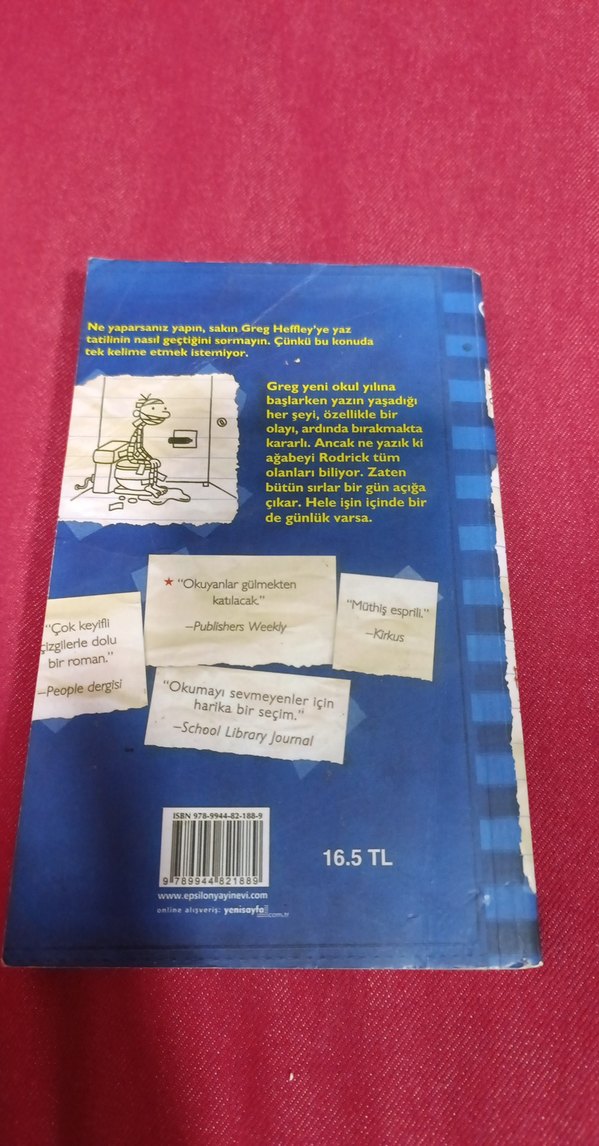 Ne yaparsanız yapın, sakın Greg Heffley'ye yaz
tatilinin nasıl geçtiğini sormayın. Çünkü bu konuda
tek kelime etmek istemiyor.
Greg yeni okul yılına
başlarken yazın yaşadığı
her şeyi, özellikle bir
olayı, ardında bırakmakta
kararlı. Ancak ne yazık ki
ağabeyi Rodrick tüm
olanları biliyor. Zaten
bütün sırlar bir gün açığa
çıkar. Hele işin içinde bir
de günlük varsa.
"Okuyanlar gülmekten
katılacak."
—Publishers Weekly
"Müthiş esprili."
—Kirkus
"Çok keyifli
çizgilerle dolu
bir roman."
—People dergisi
"Okumayı sevmeyenler için
harika bir seçim."
—School Library Journal
ISBN 978-9944-82-188-9
9 789944 821889
16.5 TL
www.epsilonyayinevi.com
online alışveriş: yenisayfa.com.tr